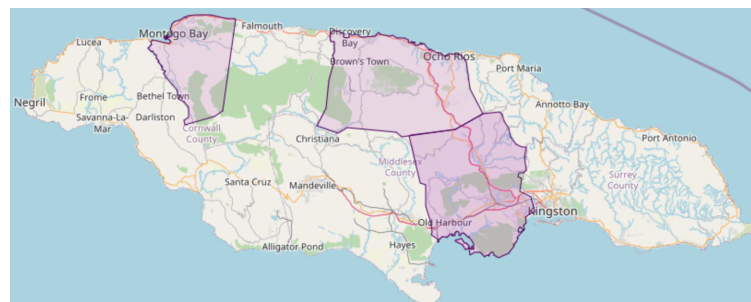 Montego Bay
Falmouth
Discovery
Bay
Lucea
Ocho Rios
Brown's Town
Port Maria
Negril
Frome
Bethel Town
Annotto Bay
Savanna-La-
Mar
Darliston
Cornwall
County
Christiana
Port Antonio
Middlesex
County
Santa Cruz
Mandeville
Surrey
County
Old Harbour
Kingston
Alligator Pond
Hayes